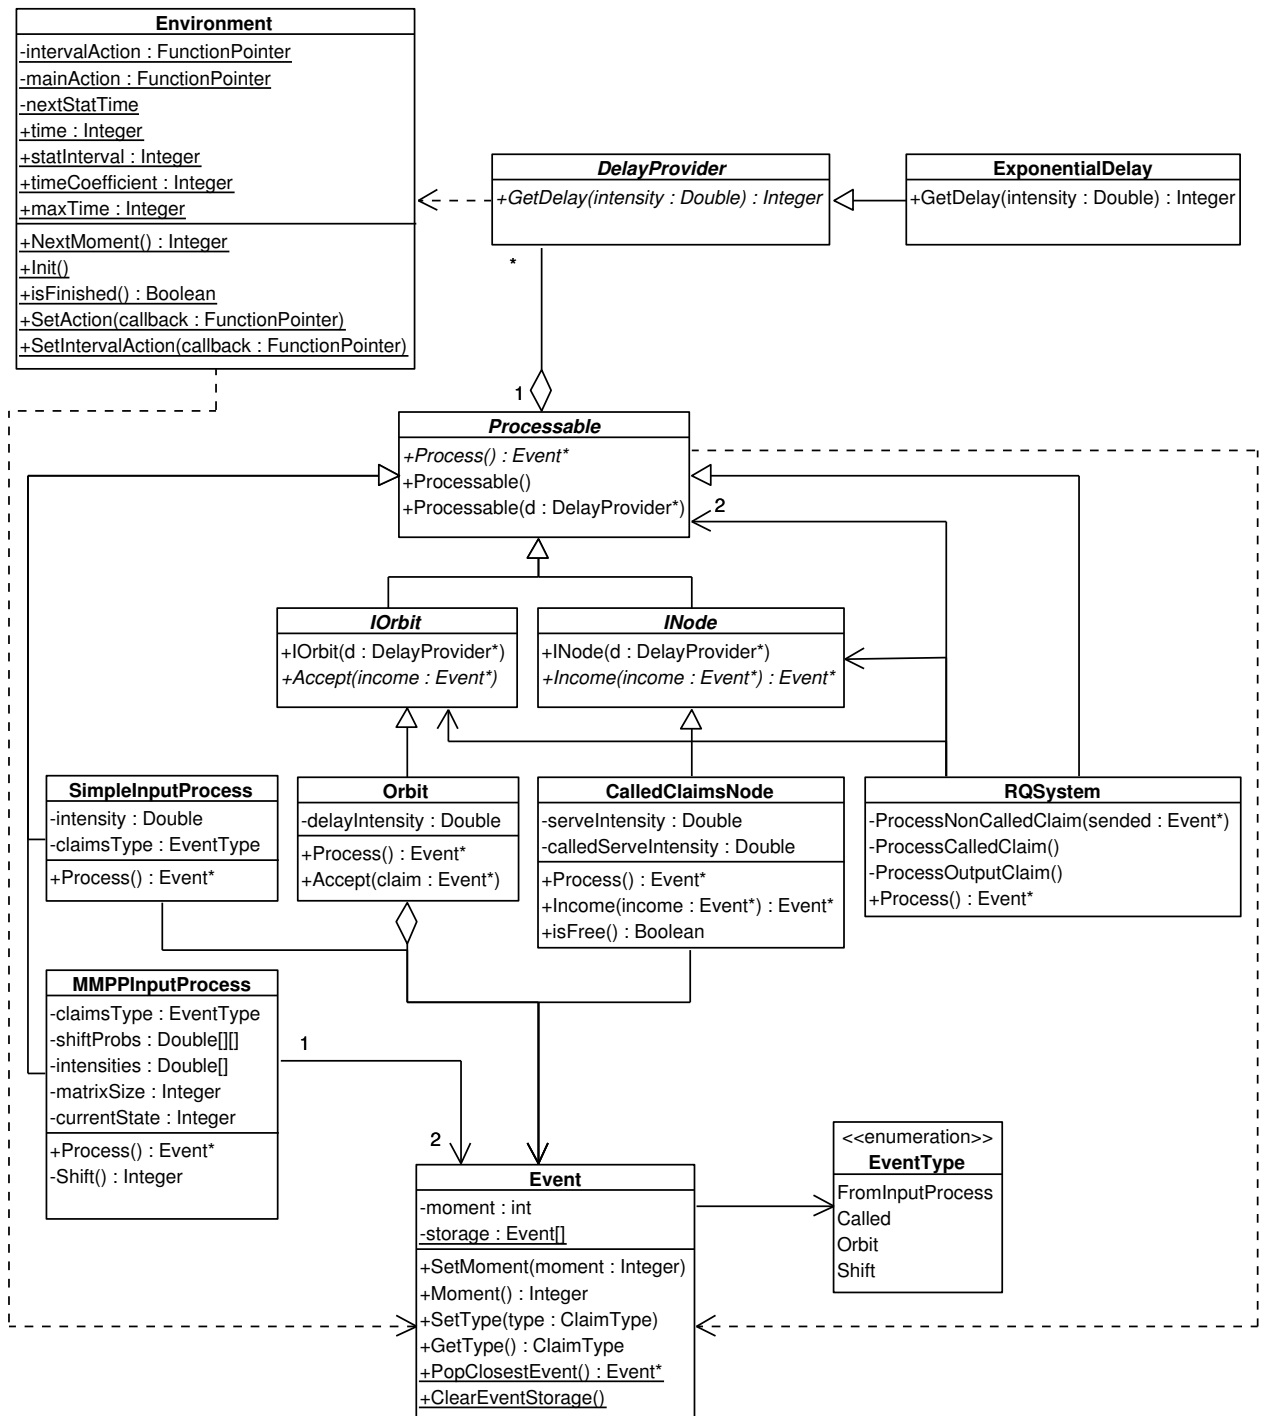 Environment
-intervalAction : FunctionPointer
-mainAction : FunctionPointer
-nextStatTime
+time : Integer
+statInterval : Integer
+timeCoefficient : Integer
+maxTime : Integer
+NextMoment() : Integer
+Init()
+isFinished() : Boolean
+SetAction(callback : FunctionPointer)
+SetIntervalAction(callback : FunctionPointer)
DelayProvider
+GetDelay(intensity : Double) : Integer
ExponentialDelay
+GetDelay(intensity : Double) : Integer
*
1
Processable
+Process() : Event*
+Processable()
+Processable(d : DelayProvider*)
2
IOrbit
+IOrbit(d : DelayProvider*)
+Accept(income : Event*)
INode
+INode(d : DelayProvider*)
+Income(income : Event*) : Event*
SimpleInputProcess
-intensity : Double
-claimsType : EventType
+Process() : Event*
Orbit
-delayIntensity : Double
+Process() : Event*
+Accept(claim : Event*)
CalledClaimsNode
-serveIntensity : Double
-calledServeIntensity : Double
+Process() : Event*
+Income(income : Event*) : Event*
+isFree() : Boolean
RQSystem
-ProcessNonCalledClaim(sended : Event*)
-ProcessCalledClaim()
-ProcessOutputClaim()
+Process() : Event*
MMPPInputProcess
-claimsType : EventType
-shiftProbs : Double[][]
-intensities : Double[]
-matrixSize : Integer
-currentState : Integer
+Process() : Event*
-Shift() : Integer
1
2
Event
-moment : int
-storage : Event[]
+SetMoment(moment : Integer)
+Moment() : Integer
+SetType(type : ClaimType)
+GetType() : ClaimType
+PopClosestEvent() : Event*
+ClearEventStorage()
<<enumeration>>
EventType
FromInputProcess
Called
Orbit
Shift